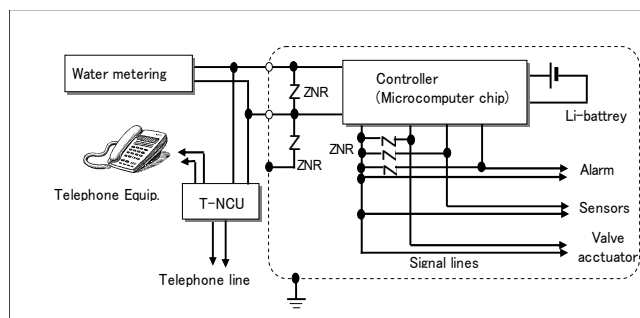 Water metering
ZNR
Controller
(Microcomputer chip)
Li-battrey
ZNR
ZNR
Alarm
Telephone Equip.
T-NCU
Sensors
Valve
acctuator
Signal lines
Telephone line